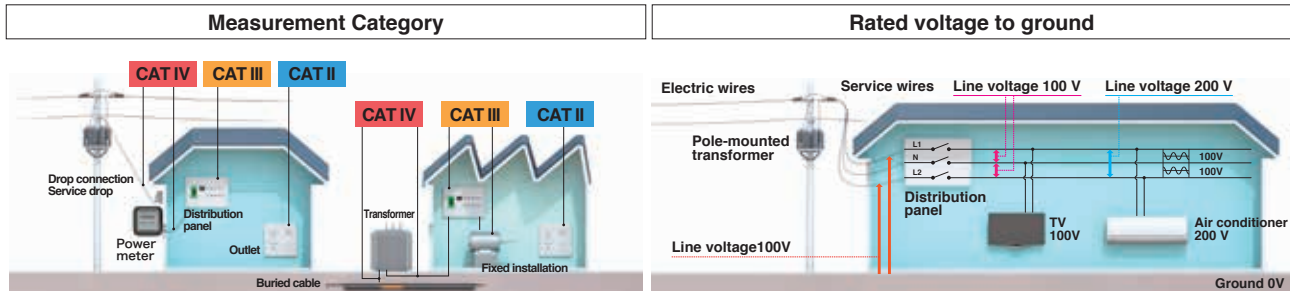 Measurement Category
CAT IV
CAT III
CAT II
CAT IV
CAT III
CAT II
Drop connection
Service drop
Power
meter
Distribution
panel
Outlet
Transformer
Fixed installation
Buried cable
Rated voltage to ground
Electric wires
Service wires
Line voltage 100 V
Line voltage 200 V
Pole-mounted
transformer
L1
N
L2
100V
100V
Distribution
panel
TV
100V
Air conditioner
200 V
Line voltage100V
Ground 0V